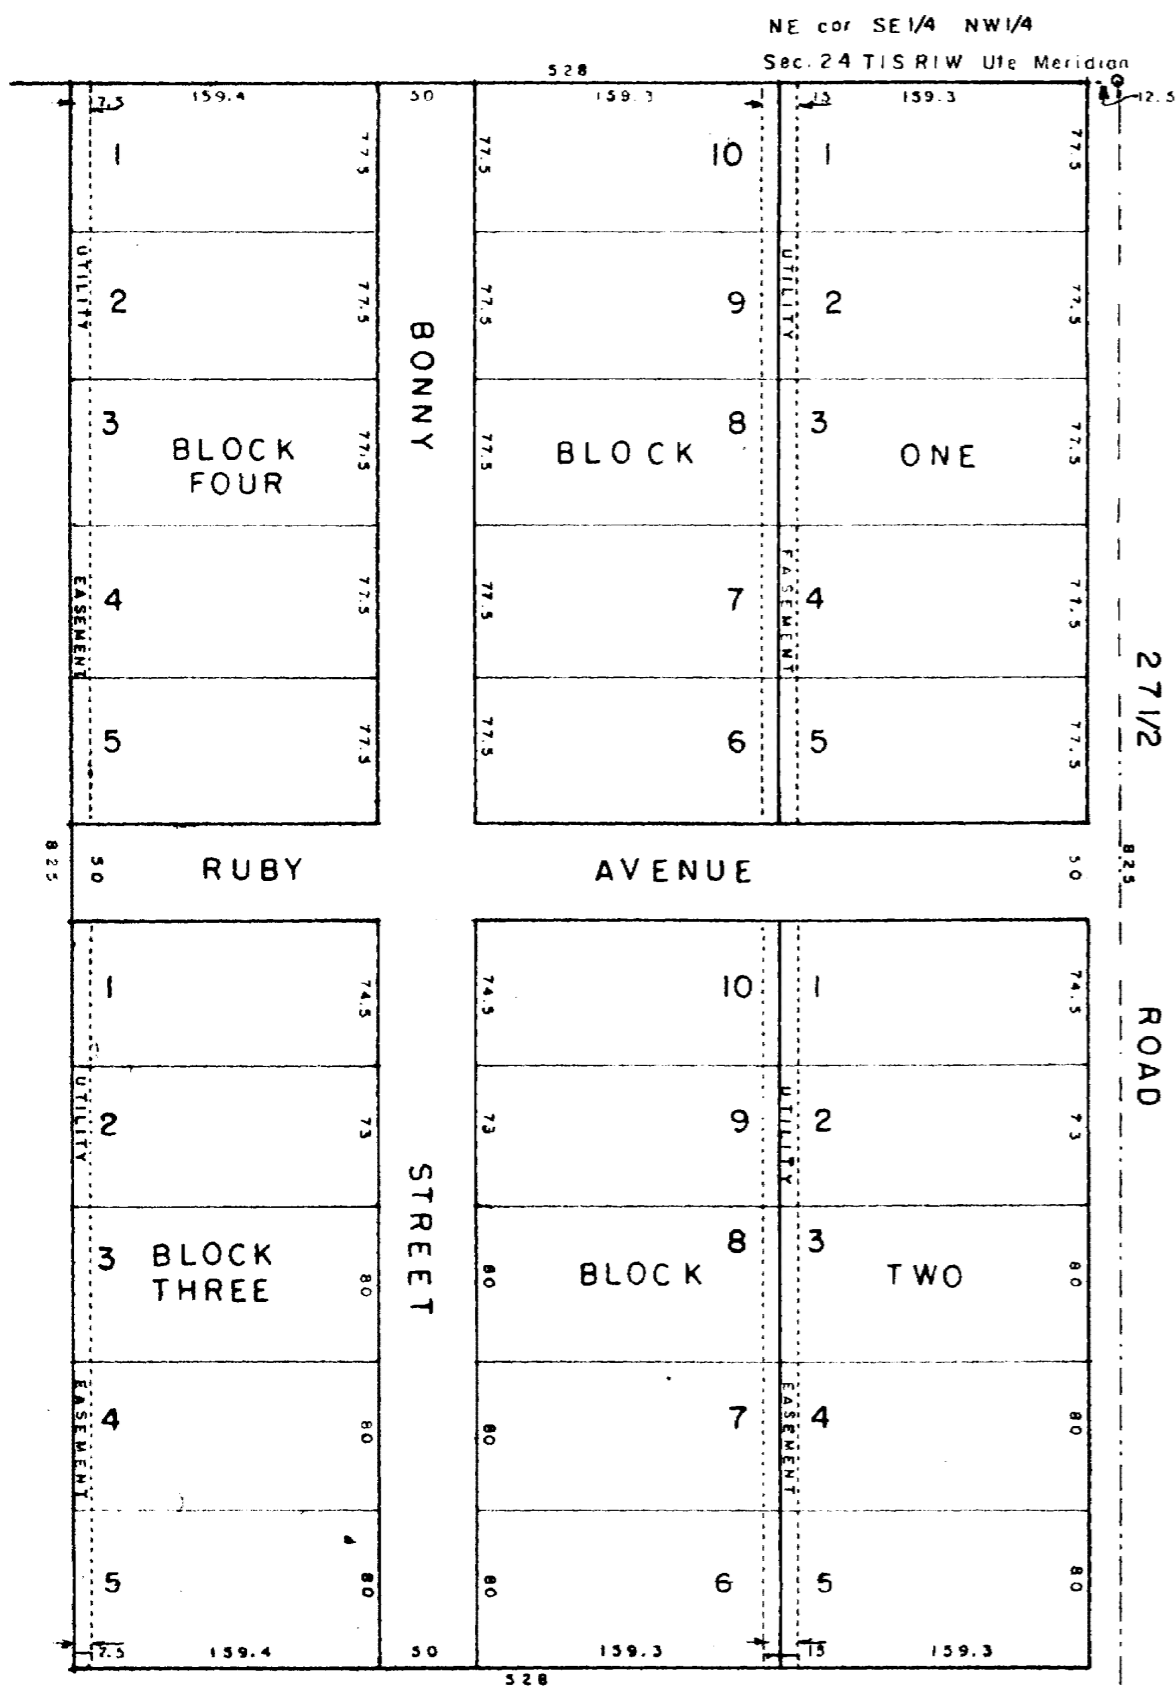 NE cor SE1/4 NW1/4
Sec. 24 T1S R1W Ute Meridian
528
7.5 159.4 50 159.3 15 159.3 12.5
1 77.5 77.5 10 1 77.5
UTILITY 2 77.5 77.5 9 UTILITY 2 77.5
BONNY
3 77.5 77.5 8 3 77.5
BLOCK
FOUR
BLOCK ONE
EASEMENT 4 77.5 77.5 7 EASEMENT 4 77.5
27 1/2
5 77.5 77.5 6 5 77.5
825 50 RUBY AVENUE 50 825
1 74.5 74.5 10 1 74.5
ROAD
UTILITY 2 73 73 9 UTILITY 2 73
STREET
3 80 80 8 3 80
BLOCK
THREE
BLOCK TWO
EASEMENT 4 80 80 7 EASEMENT 4 80
5 80 80 6 5 80
7.5 159.4 50 159.3 15 159.3
528